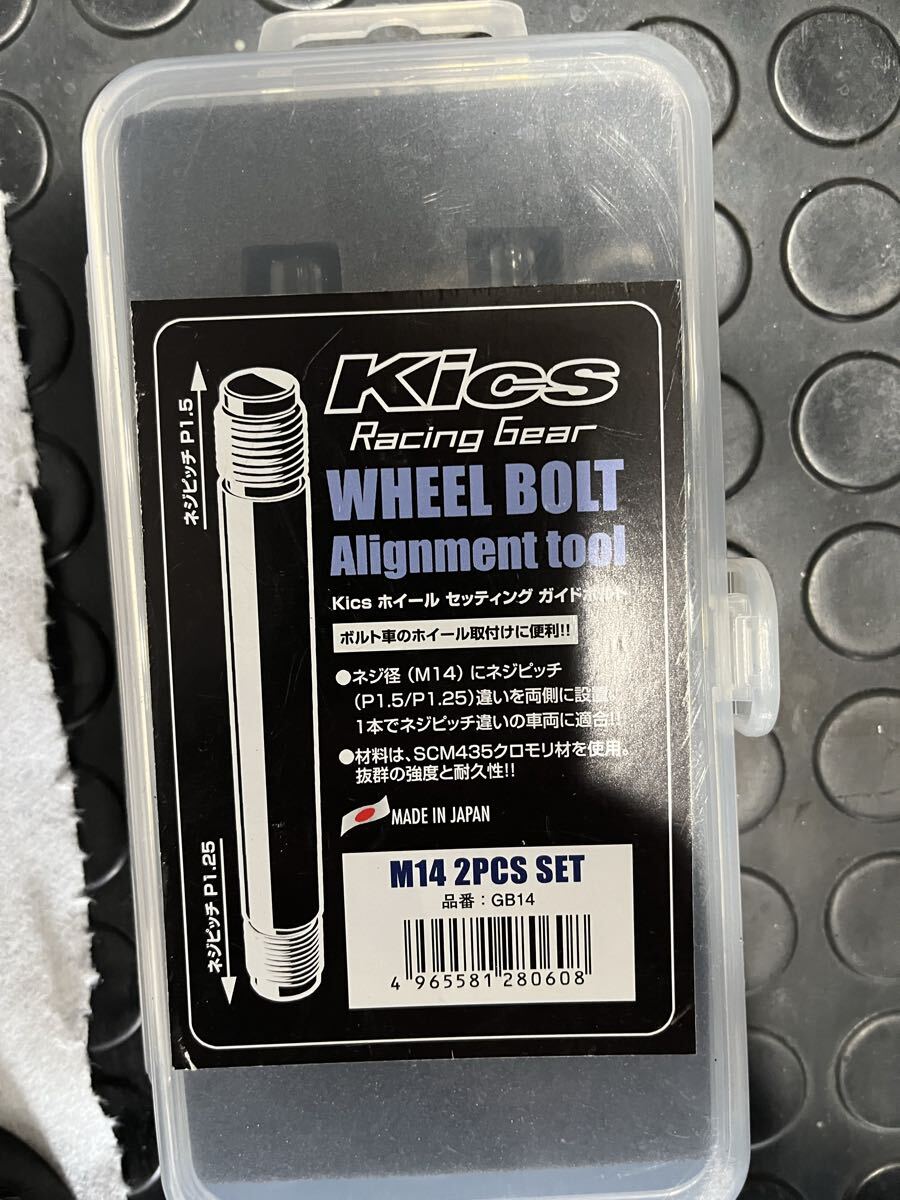 Kics
Racing Gear
WHEEL BOLT
Alignment tool
Kics ホイール セッティング ガイドボルト
ボルト車のホイール取付けに便利!!
●ネジ径（M14）にネジピッチ
(P1.5/P1.25)違いを両側に設
1本でネジピッチ違いの車両に適合!!
●材料は、SCM435クロモリ材を使用。
抜群の強度と耐久性!!
MADE IN JAPAN
M14 2PCS SET
品番：GB14
4 965581 280608
ネジピッチ P1.5
ネジピッチ P1.25